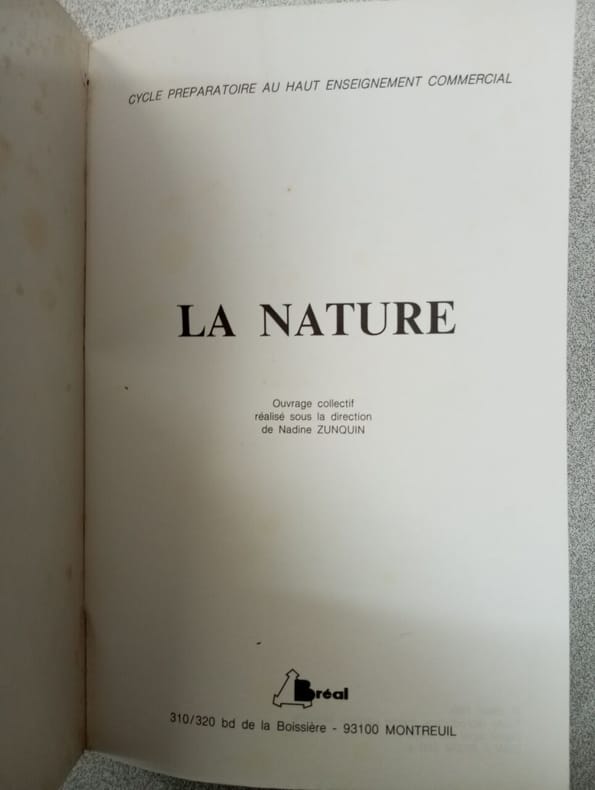 CYCLE PREPARATOIRE AU HAUT ENSEIGNEMENT COMMERCIAL
LA NATURE
Ouvrage collectif
réalisé sous la direction
de Nadine ZUNQUIN
Bréal
310/320 bd de la Boissière - 93100 MONTREUIL